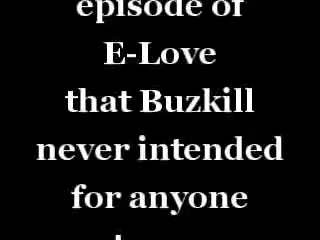 episode of
E-Love
that Buzkill
never intended
for anyone